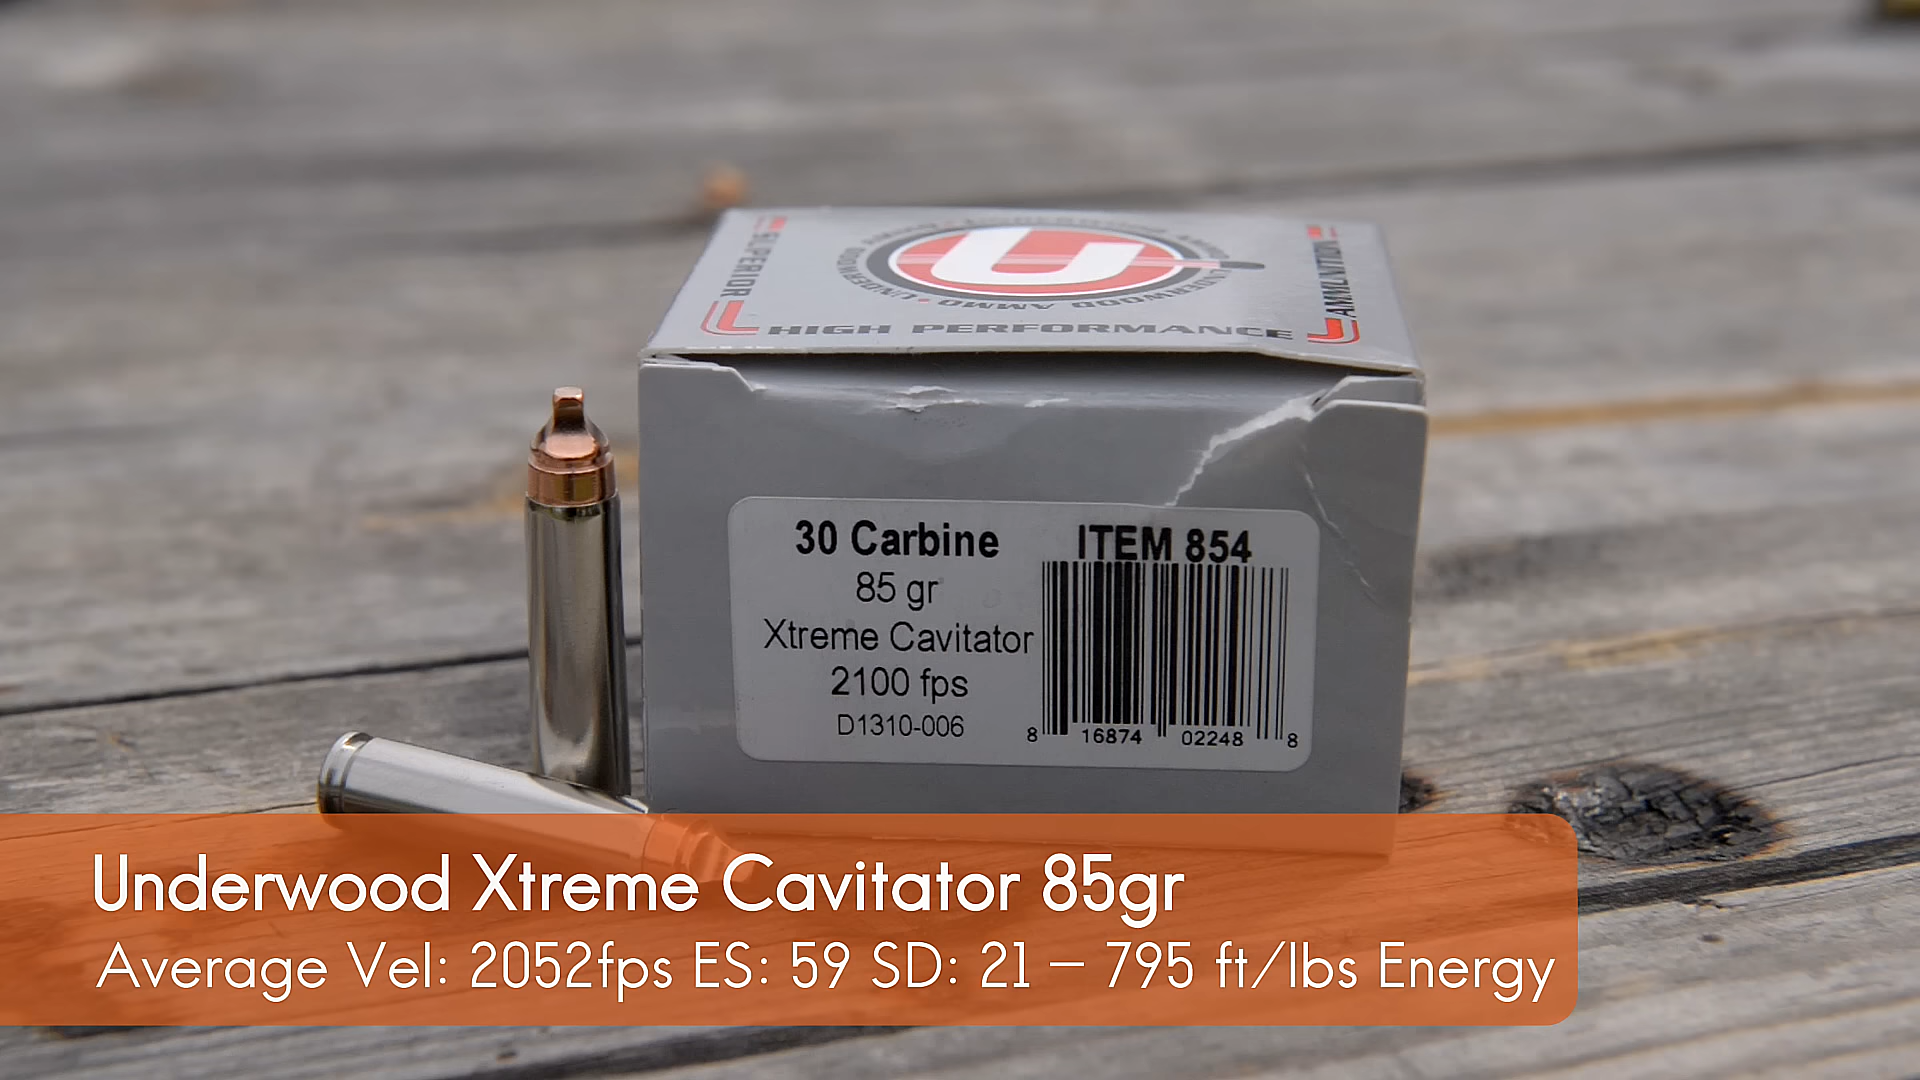 SUPERIOR
U
UNDERWOOD AMMO
HIGH PERFORMANCE
AMMUNITION
30 Carbine
85 gr
Xtreme Cavitator
2100 fps
D1310-006
ITEM 854
8 16874 02248 8
Underwood Xtreme Cavitator 85gr
Average Vel: 2052fps ES: 59 SD: 21 – 795 ft/lbs Energy